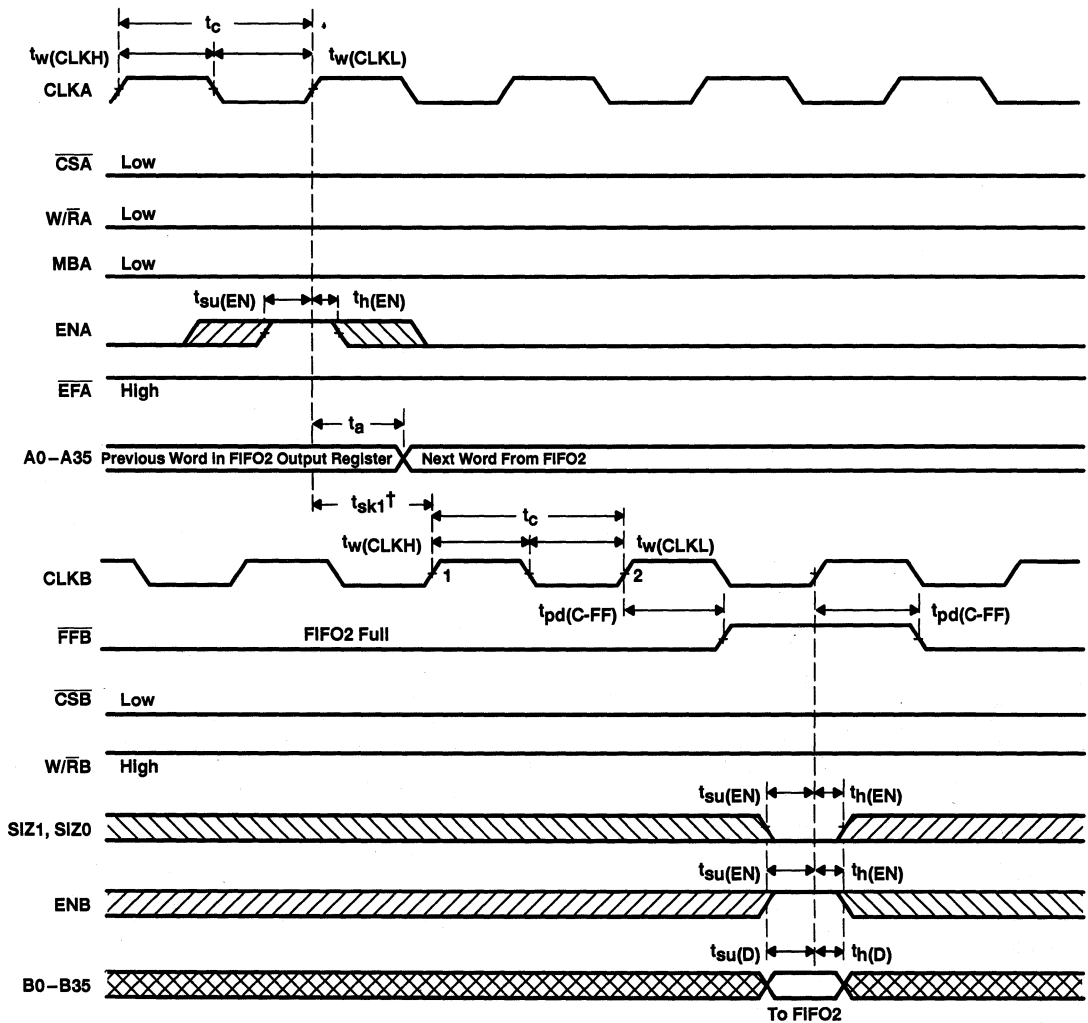 tc
tw(CLKH) tw(CLKL)
CLKA
CSA Low
W/RA Low
MBA Low
tsu(EN) th(EN)
ENA
EFA High
ta
A0–A35 Previous Word in FIFO2 Output Register Next Word From FIFO2
tsk1†
tc
tw(CLKH) tw(CLKL)
CLKB 1 2
tpd(C-FF) tpd(C-FF)
FFB FIFO2 Full
CSB Low
W/RB High
tsu(EN) th(EN)
SIZ1, SIZ0
tsu(EN) th(EN)
ENB
tsu(D) th(D)
B0–B35
To FIFO2